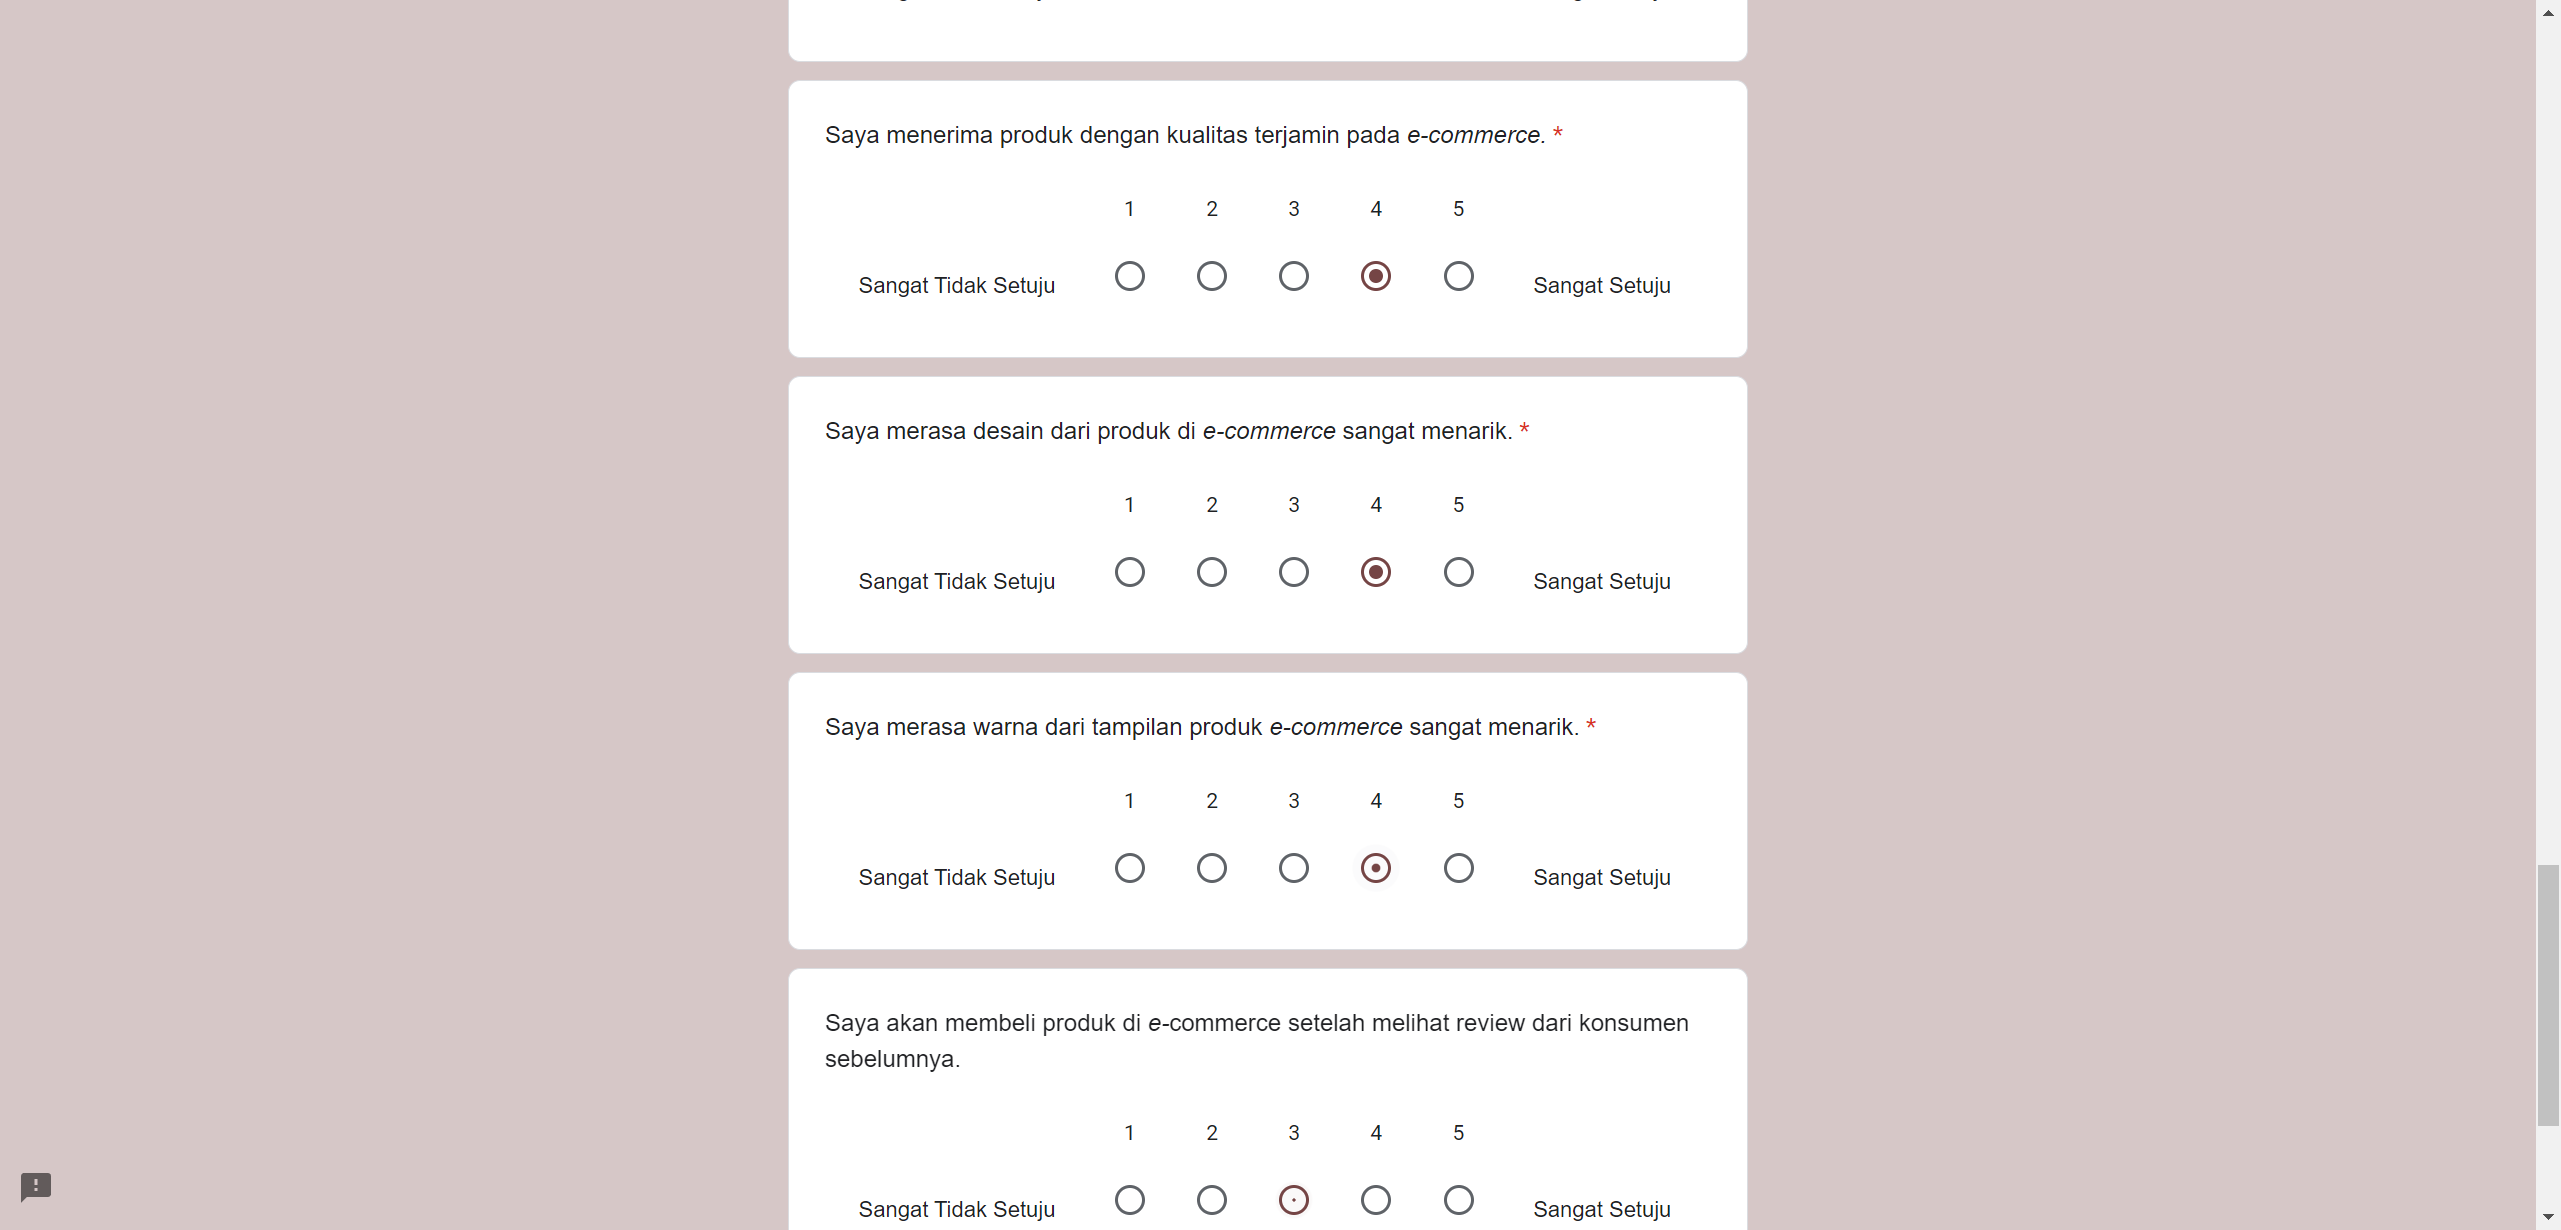 Saya menerima produk dengan kualitas terjamin pada e-commerce. *
1 2 3 4 5
Sangat Tidak Setuju Sangat Setuju
Saya merasa desain dari produk di e-commerce sangat menarik. *
1 2 3 4 5
Sangat Tidak Setuju Sangat Setuju
Saya merasa warna dari tampilan produk e-commerce sangat menarik. *
1 2 3 4 5
Sangat Tidak Setuju Sangat Setuju
Saya akan membeli produk di e-commerce setelah melihat review dari konsumen
sebelumnya.
1 2 3 4 5
Sangat Tidak Setuju Sangat Setuju